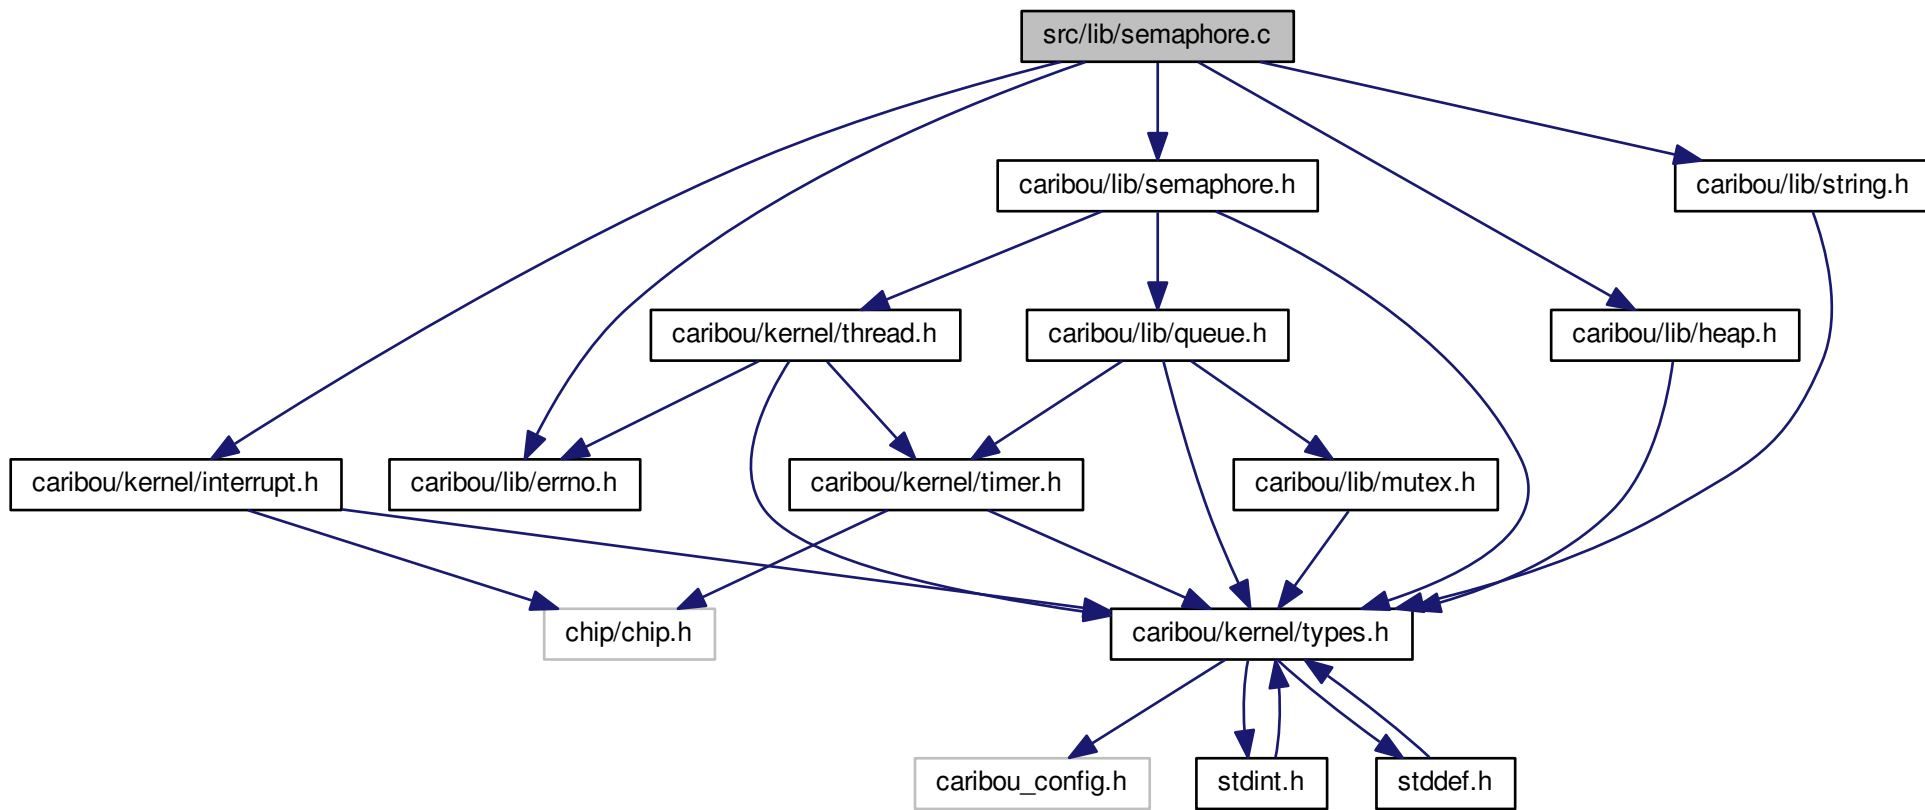 src/lib/semaphore.c
caribou/lib/semaphore.h
caribou/lib/string.h
caribou/kernel/thread.h
caribou/lib/queue.h
caribou/lib/heap.h
caribou/kernel/interrupt.h
caribou/lib/errno.h
caribou/kernel/timer.h
caribou/lib/mutex.h
chip/chip.h
caribou/kernel/types.h
caribou_config.h
stdint.h
stddef.h